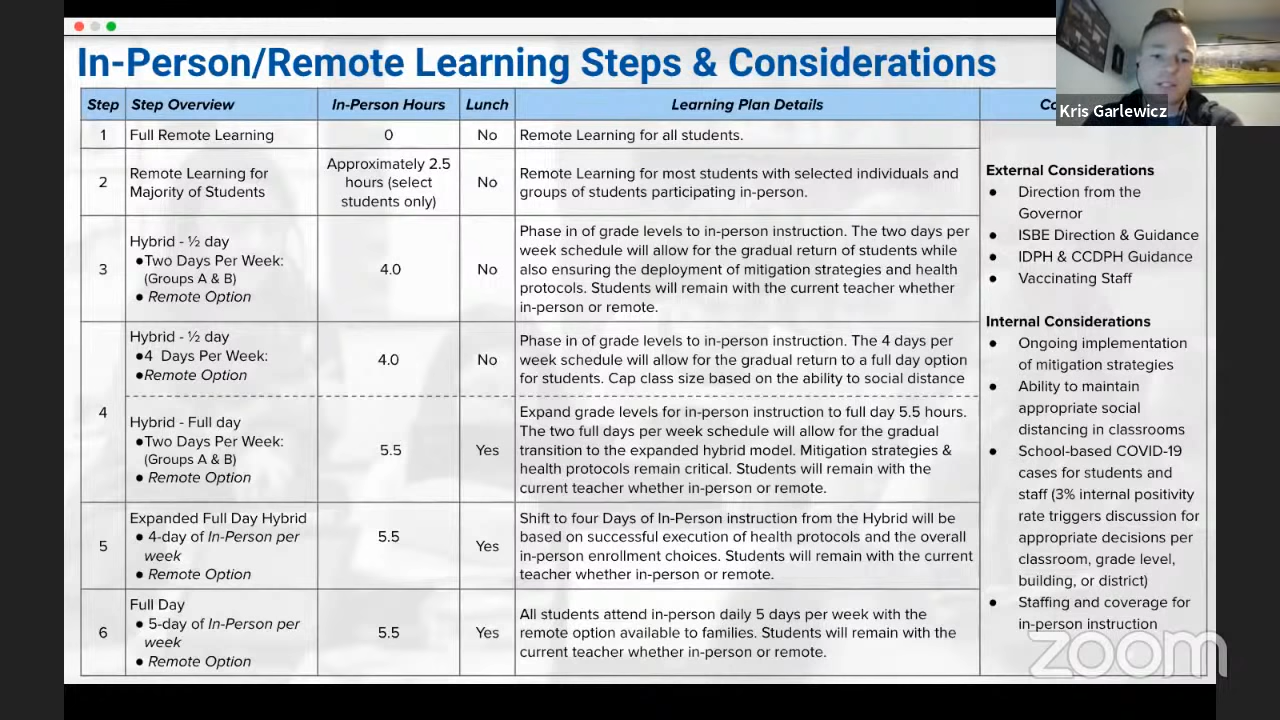 In-Person/Remote Learning Steps & Considerations
Kris Garlewicz
Step Step Overview In-Person Hours Lunch Learning Plan Details
1 Full Remote Learning 0 No Remote Learning for all students.
2 Remote Learning for
Majority of Students
Approximately 2.5
hours (select
students only)
No
Remote Learning for most students with selected individuals and
groups of students participating in-person.
3
Hybrid - ½ day
●Two Days Per Week:
(Groups A & B)
● Remote Option
4.0
No
Phase in of grade levels to in-person instruction. The two days per
week schedule will allow for the gradual return of students while
also ensuring the deployment of mitigation strategies and health
protocols. Students will remain with the current teacher whether
in-person or remote.
4
Hybrid - ½ day
●4 Days Per Week:
●Remote Option
4.0
No
Phase in of grade levels to in-person instruction. The 4 days per
week schedule will allow for the gradual return to a full day option
for students. Cap class size based on the ability to social distance
Hybrid - Full day
●Two Days Per Week:
(Groups A & B)
● Remote Option
5.5
Yes
Expand grade levels for in-person instruction to full day 5.5 hours.
The two full days per week schedule will allow for the gradual
transition to the expanded hybrid model. Mitigation strategies &
health protocols remain critical. Students will remain with the
current teacher whether in-person or remote.
5
Expanded Full Day Hybrid
● 4-day of In-Person per
week
● Remote Option
5.5
Yes
Shift to four Days of In-Person instruction from the Hybrid will be
based on successful execution of health protocols and the overall
in-person enrollment choices. Students will remain with the current
teacher whether in-person or remote.
6
Full Day
● 5-day of In-Person per
week
● Remote Option
5.5
Yes
All students attend in-person daily 5 days per week with the
remote option available to families. Students will remain with the
current teacher whether in-person or remote.
External Considerations
● Direction from the
Governor
● ISBE Direction & Guidance
● IDPH & CCDPH Guidance
● Vaccinating Staff
Internal Considerations
● Ongoing implementation
of mitigation strategies
● Ability to maintain
appropriate social
distancing in classrooms
● School-based COVID-19
cases for students and
staff (3% internal positivity
rate triggers discussion for
appropriate decisions per
classroom, grade level,
building, or district)
● Staffing and coverage for
in-person instruction
zoom